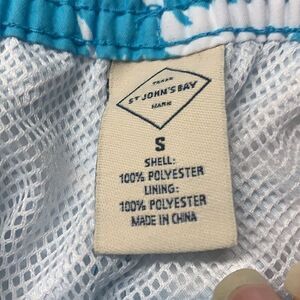 TRADE
ST JOHN'S BAY
MARK
S
SHELL:
100% POLYESTER
LINING:
100% POLYESTER
MADE IN CHINA